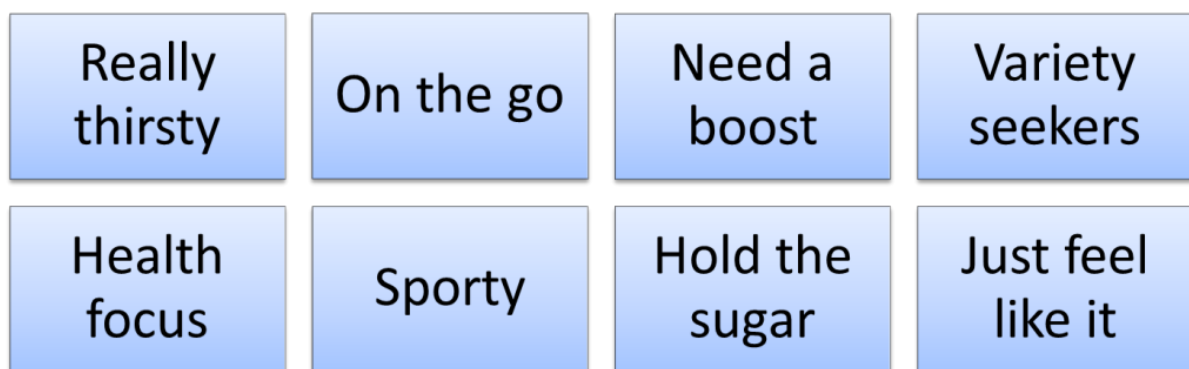 Really
thirsty
On the go
Need a
boost
Variety
seekers
Health
focus
Sporty
Hold the
sugar
Just feel
like it